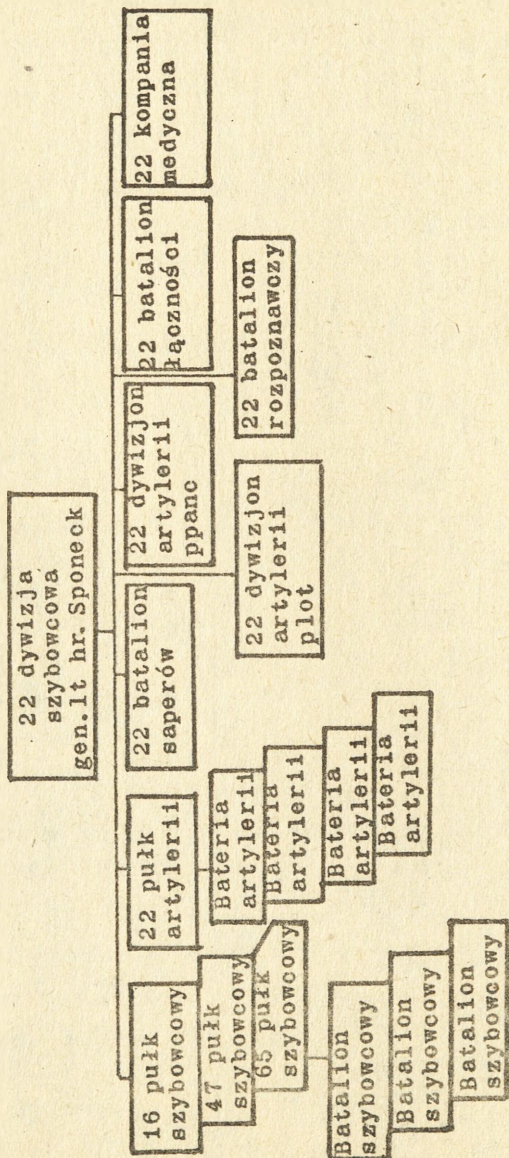 22 dywizja
szybowcowa
gen.lt hr. Sponeck
16 pułk
szybowcowy
47 pułk
szybowcowy
65 pułk
szybowcowy
Batalion
szybowcowy
Batalion
szybowcowy
Batalion
szybowcowy
22 pułk
artylerii
Bateria
artylerii
Bateria
artylerii
Bateria
artylerii
Bateria
artylerii
22 batalion
saperów
22 dywizjon
artylerii
plot
22 dywizjon
artylerii
ppanc
22 batalion
rozpoznawczy
22 batalion
łączności
22 kompania
medyczna